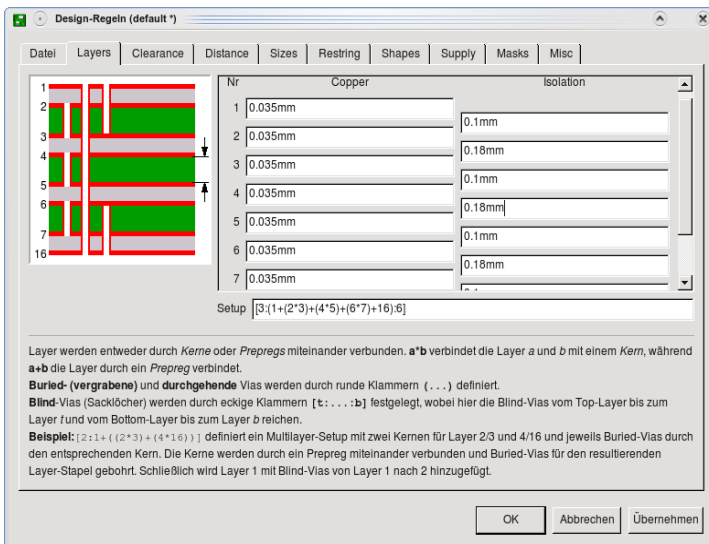 Design-Regeln (default *)
Datei Layers Clearance Distance Sizes Restring Shapes Supply Masks Misc
Nr Copper Isolation
1
2
3
4
5
6
7
16
1 0.035mm
0.1mm
2 0.035mm
0.18mm
3 0.035mm
0.1mm
4 0.035mm
0.18mm
5 0.035mm
0.1mm
6 0.035mm
0.18mm
7 0.035mm
Setup [3:(1+(2*3)+(4*5)+(6*7)+16):6]
Layer werden entweder durch Kerne oder Prepregs miteinander verbunden. a*b verbindet die Layer a und b mit einem Kern, während
a+b die Layer durch ein Prepreg verbindet.
Buried- (vergrabene) und durchgehende Vias werden durch runde Klammern (...) definiert.
Blind-Vias (Sacklöcher) werden durch eckige Klammern [t:...:b] festgelegt, wobei hier die Blind-Vias vom Top-Layer bis zum
Layer t und vom Bottom-Layer bis zum Layer b reichen.
Beispiel: [2:1+((2*3)+(4*16))] definiert ein Multilayer-Setup mit zwei Kernen für Layer 2/3 und 4/16 und jeweils Buried-Vias durch
den entsprechenden Kern. Die Kerne werden durch ein Prepreg miteinander verbunden und Buried-Vias für den resultierenden
Layer-Stapel gebohrt. Schließlich wird Layer 1 mit Blind-Vias von Layer 1 nach 2 hinzugefügt.
OK Abbrechen Übernehmen